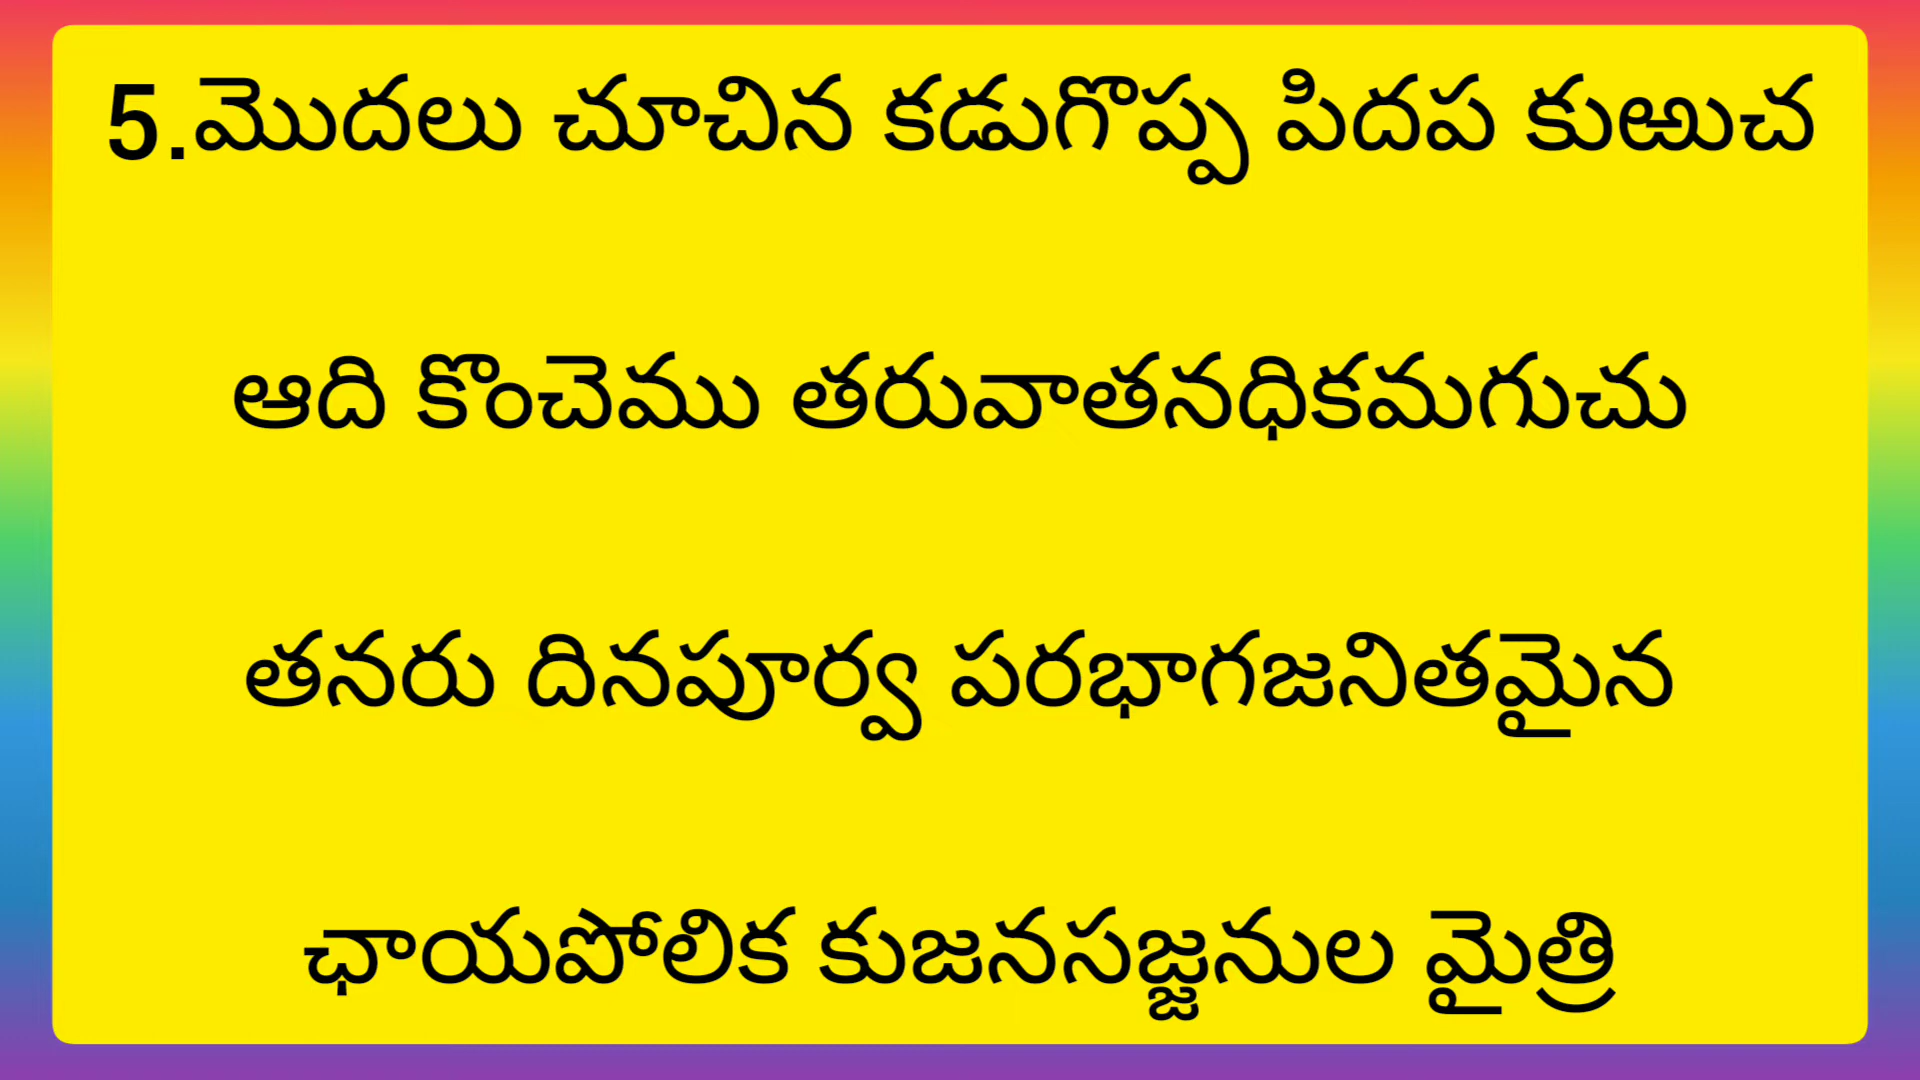 5.మొదలు చూచిన కడుగొప్ప పిదప కుఱుచ
ఆది కొంచెము తరువాతనధికమగుచు
తనరు దినపూర్వ పరభాగజనితమైన
ఛాయపోలిక కుజనసజ్జనుల మైత్రి